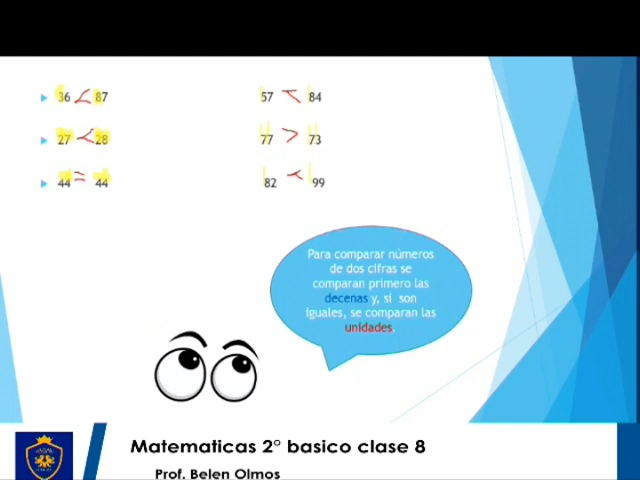 36 < 87
57 < 84
27 < 28
77 > 73
44 = 44
82 < 99
Para comparar números
de dos cifras se
comparan primero las
decenas y, si son
iguales, se comparan las
unidades.
Matematicas 2° basico clase 8
Prof. Belen Olmos